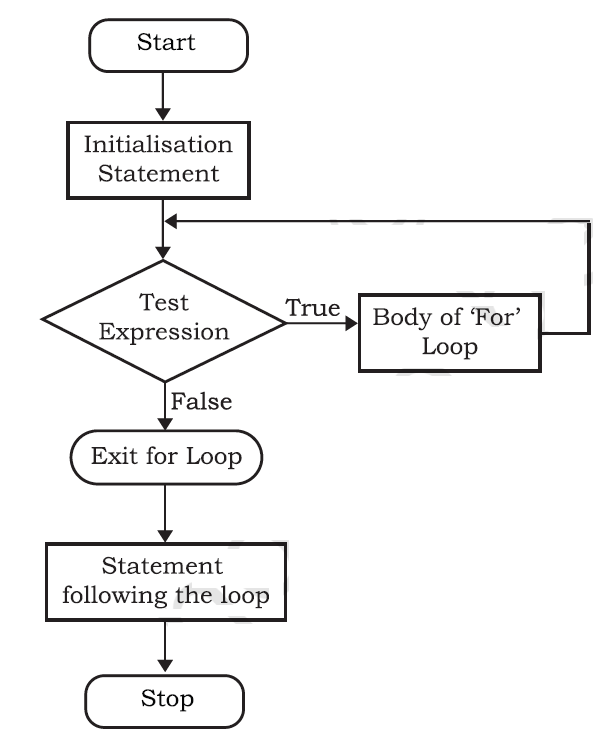 Start
Initialisation
Statement
Test
Expression
True
Body of ‘For’
Loop
False
Exit for Loop
Statement
following the loop
Stop